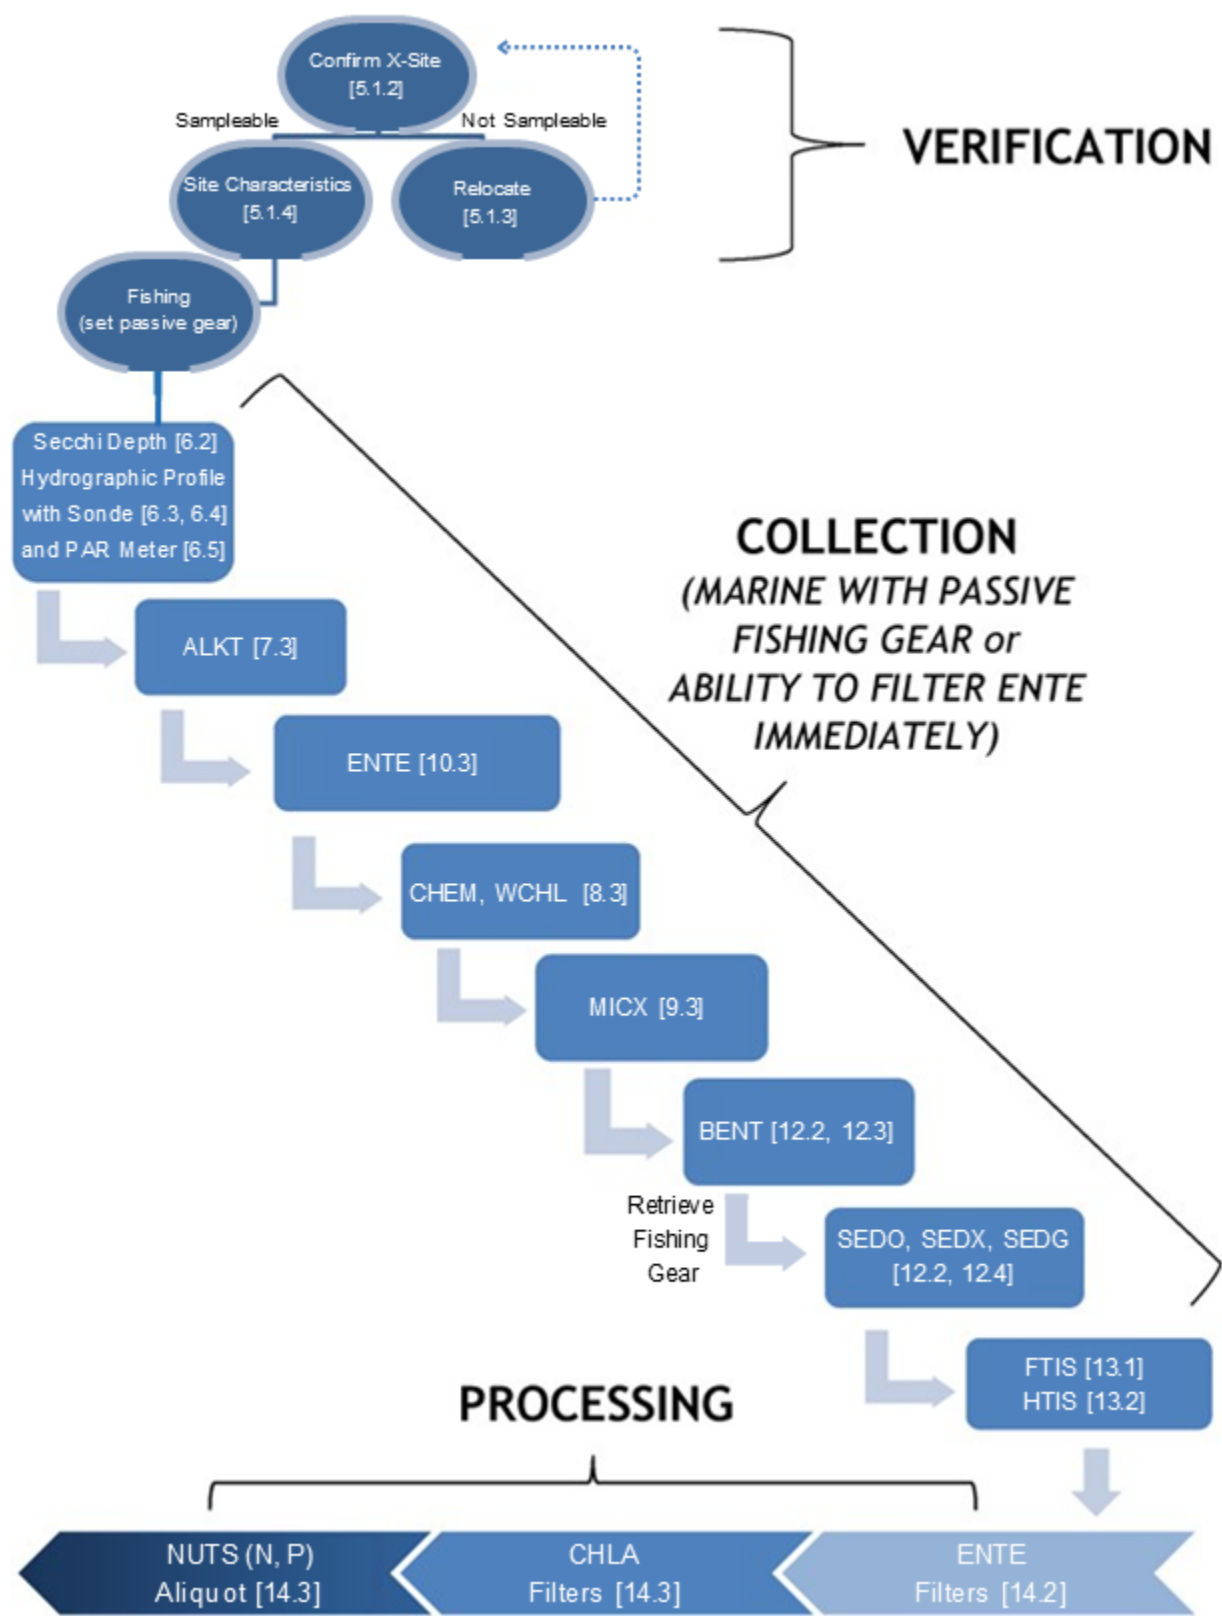 Confirm X-Site
[5.1.2]
Sampleable
Not Sampleable
VERIFICATION
Site Characteristics
[5.1.4]
Relocate
[5.1.3]
Fishing
(set passive gear)
Secchi Depth [6.2]
Hydrographic Profile
with Sonde [6.3, 6.4]
and PAR Meter [6.5]
COLLECTION
(MARINE WITH PASSIVE
FISHING GEAR or
ABILITY TO FILTER ENTE
IMMEDIATELY)
ALKT [7.3]
ENTE [10.3]
CHEM, WCHL [8.3]
MICX [9.3]
BENT [12.2, 12.3]
Retrieve
Fishing
Gear
SEDO, SEDX, SEDG
[12.2, 12.4]
FTIS [13.1]
HTIS [13.2]
PROCESSING
NUTS (N, P)
Aliquot [14.3]
CHLA
Filters [14.3]
ENTE
Filters [14.2]